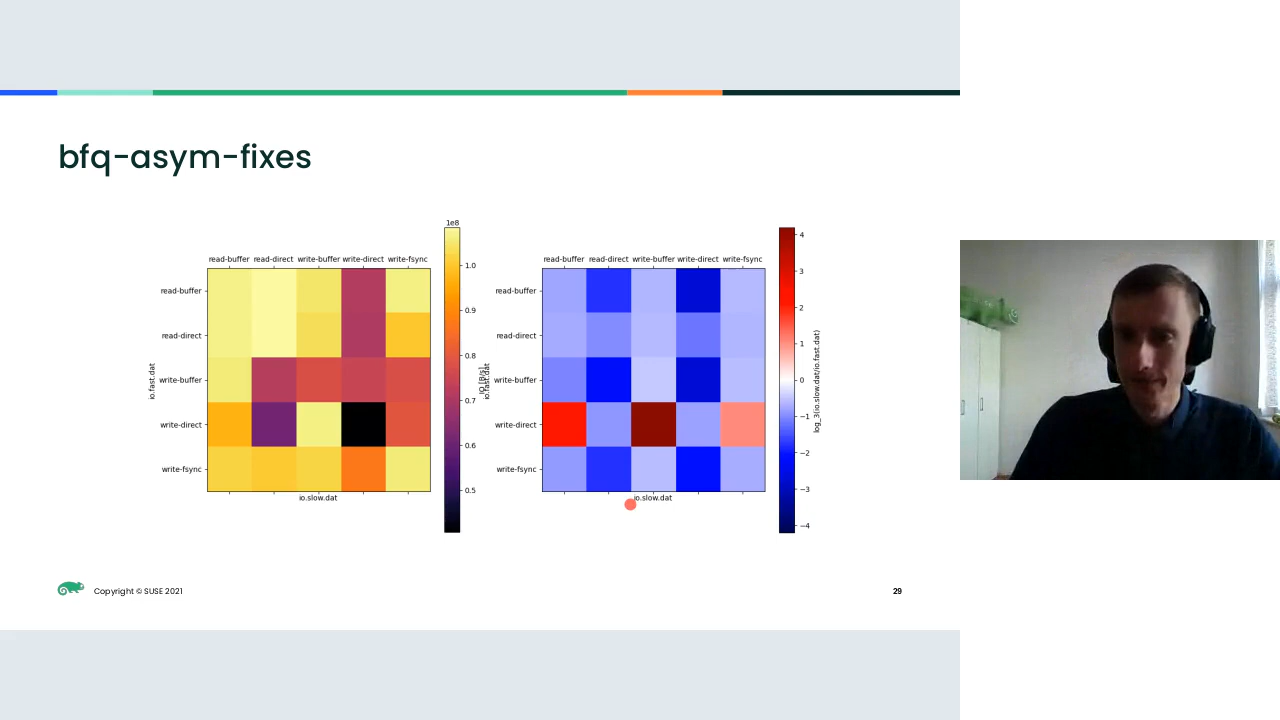 bfq-asym-fixes
1e8
read-buffer read-direct write-buffer write-direct write-fsync
read-buffer
read-direct
write-buffer
write-direct
write-fsync
io.fast.dat
io.slow.dat
1.0
0.9
0.8
0.7
0.6
0.5
read-buffer read-direct write-buffer write-direct write-fsync
read-buffer
read-direct
write-buffer
write-direct
write-fsync
io.fast.dat
io.slow.dat
4
3
2
1
0
−1
−2
−3
−4
log_3(io.slow.dat/io.fast.dat)
Copyright © SUSE 2021
29